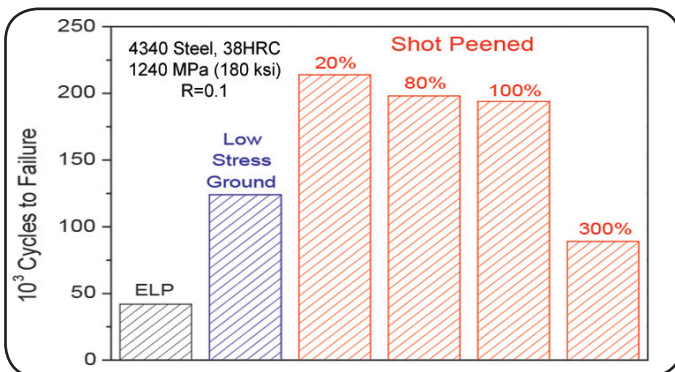 250
200
150
100
50
0
10³ Cycles to Failure
4340 Steel, 38HRC
1240 MPa (180 ksi)
R=0.1
Shot Peened
ELP
Low
Stress
Ground
20%
80%
100%
300%